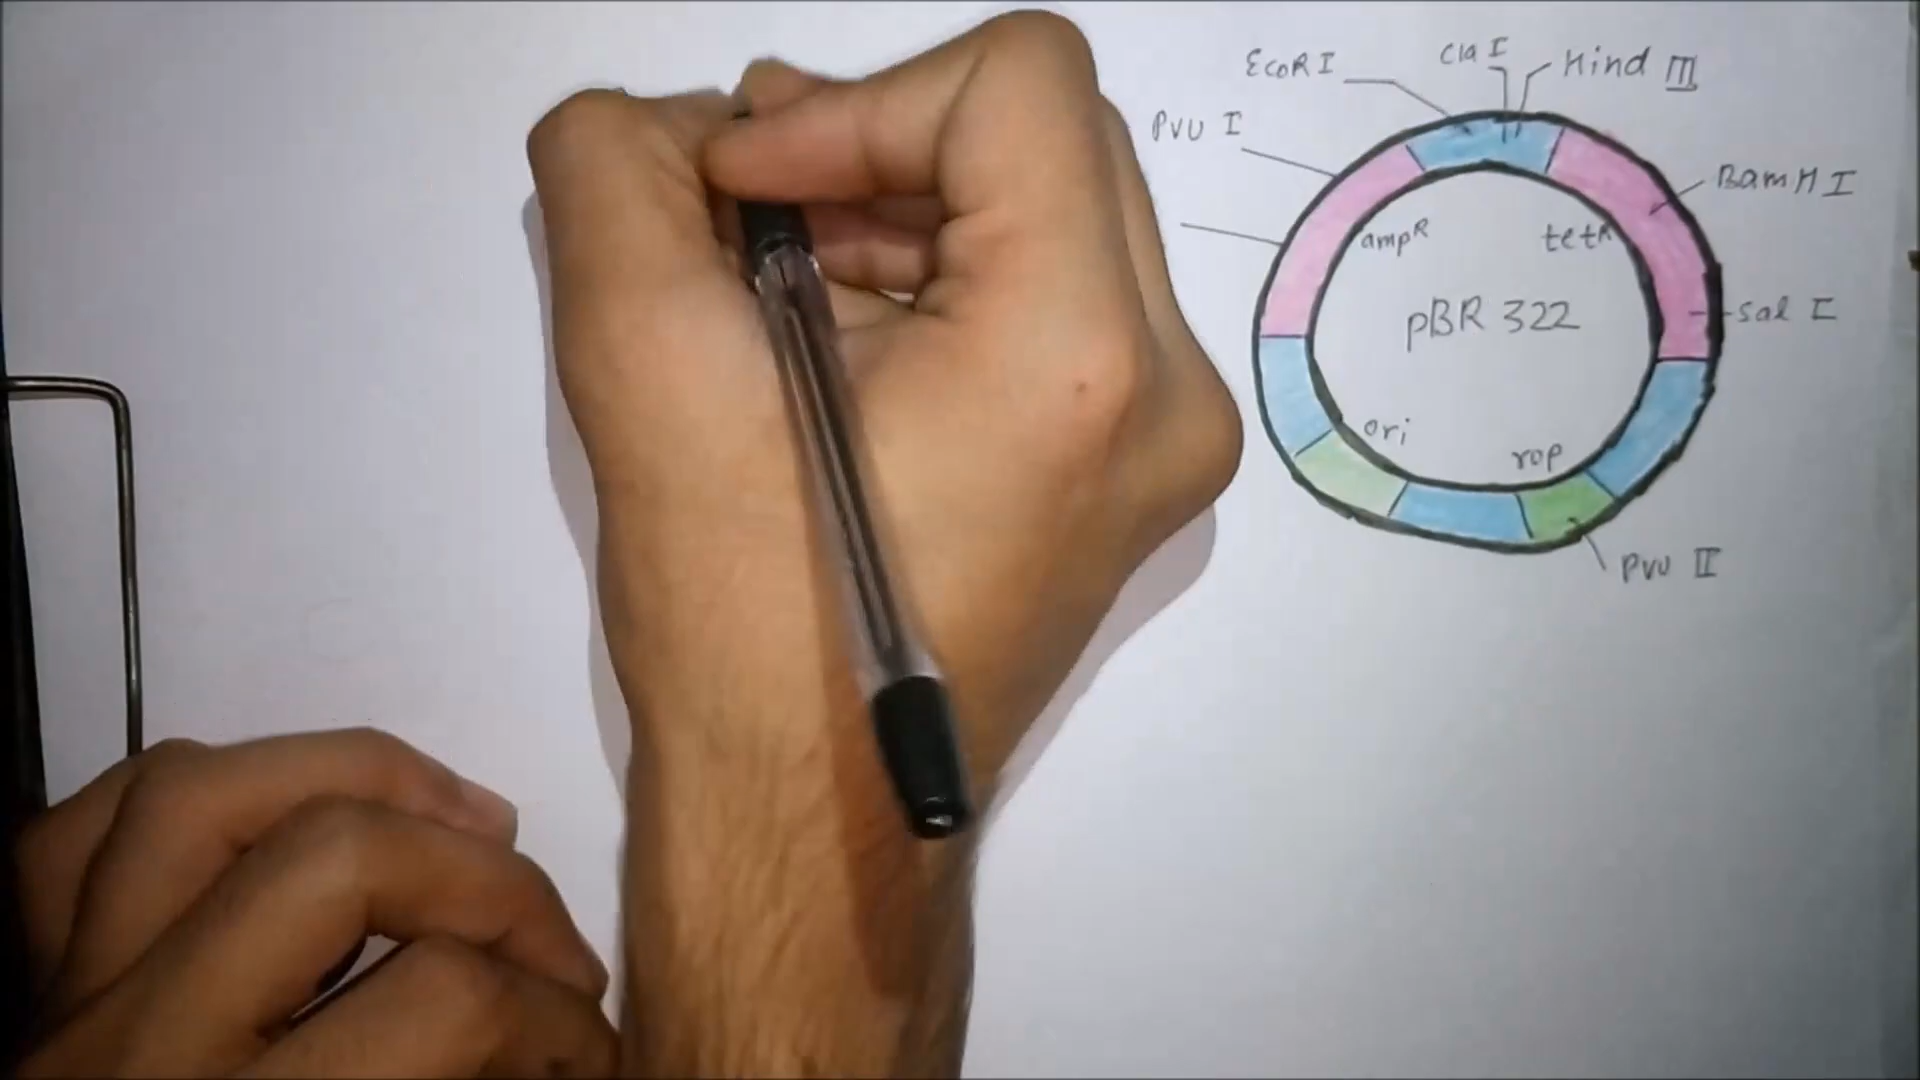 EcoR I
Cla I
Hind III
Pvu I
BamH I
ampR
tetR
pBR 322
Sal I
ori
rop
Pvu II